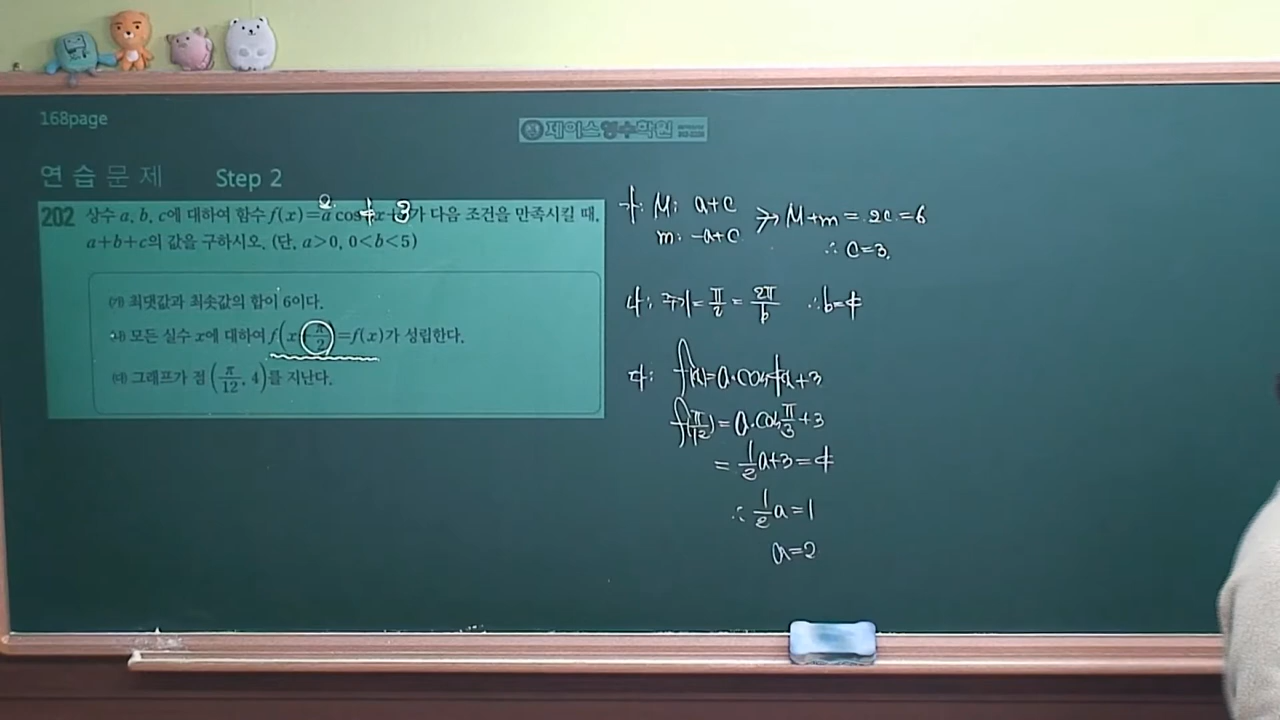 168page
제이스영수학원
연습문제 Step 2
202 상수 a, b, c에 대하여 함수 f(x)=a cos 4x+3가 다음 조건을 만족시킬 때,
2
a+b+c의 값을 구하시오. (단, a>0, 0<b<5)
(가) 최댓값과 최솟값의 합이 6이다.
(나) 모든 실수 x에 대하여 f(x+π/2)=f(x)가 성립한다.
(다) 그래프가 점 (π/12, 4)를 지난다.
가: M: a+c
m: -a+c
M+m = 2c = 6
∴ c=3.
나: 주기 = π/2 = 2π/b ∴ b=4
다: f(x)=a·cos4x+3
f(π/12)=a·cos π/3+3
= 1/2a+3=4
∴ 1/2a=1
a=2